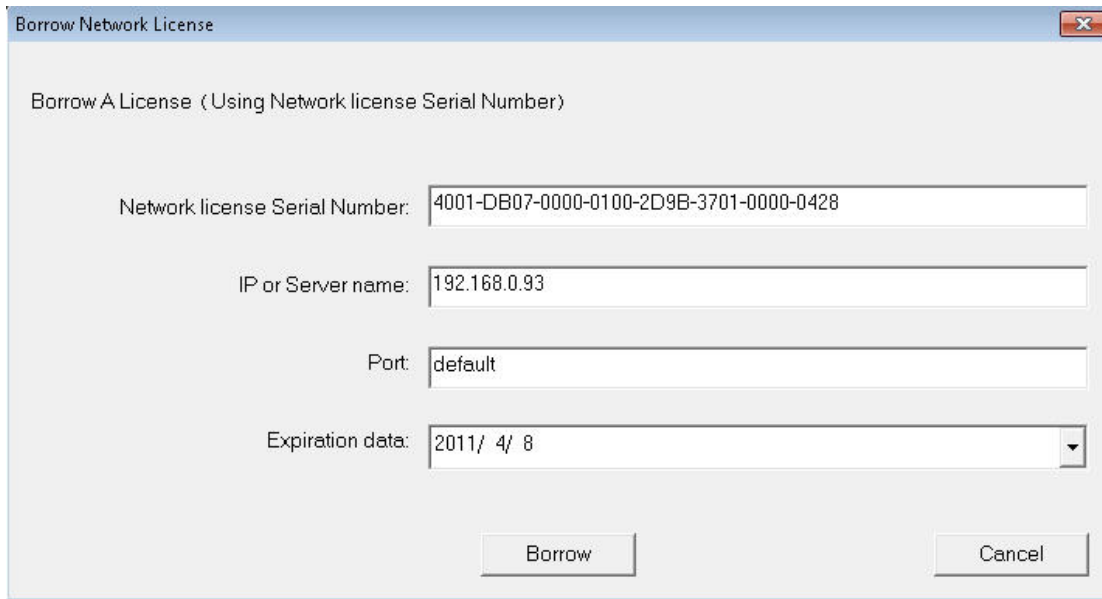 Borrow Network License
Borrow A License (Using Network license Serial Number)
Network license Serial Number: 4001-DB07-0000-0100-2D9B-3701-0000-0428
IP or Server name: 192.168.0.93
Port: default
Expiration data: 2011/ 4/ 8
Borrow Cancel